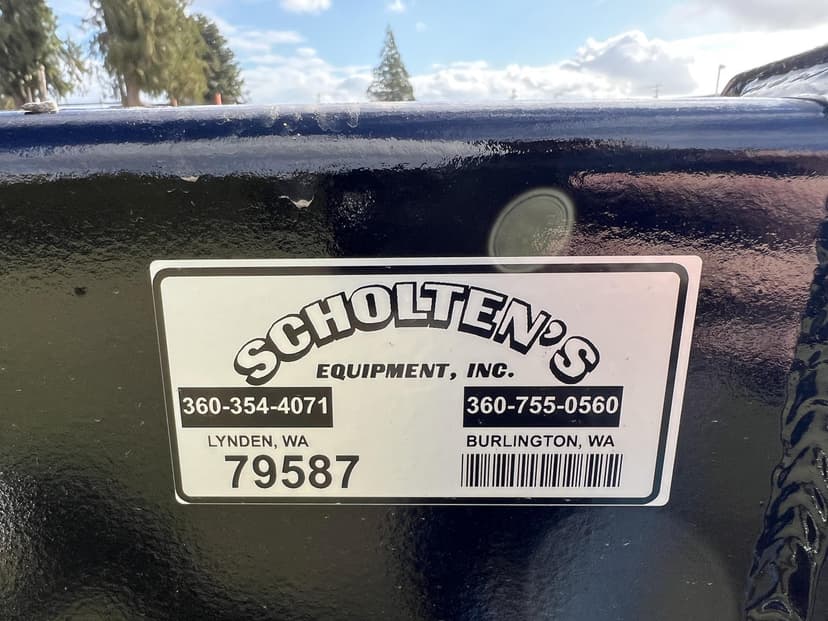 SCHOLTEN'S
EQUIPMENT, INC.
360-354-4071 360-755-0560
LYNDEN, WA BURLINGTON, WA
79587